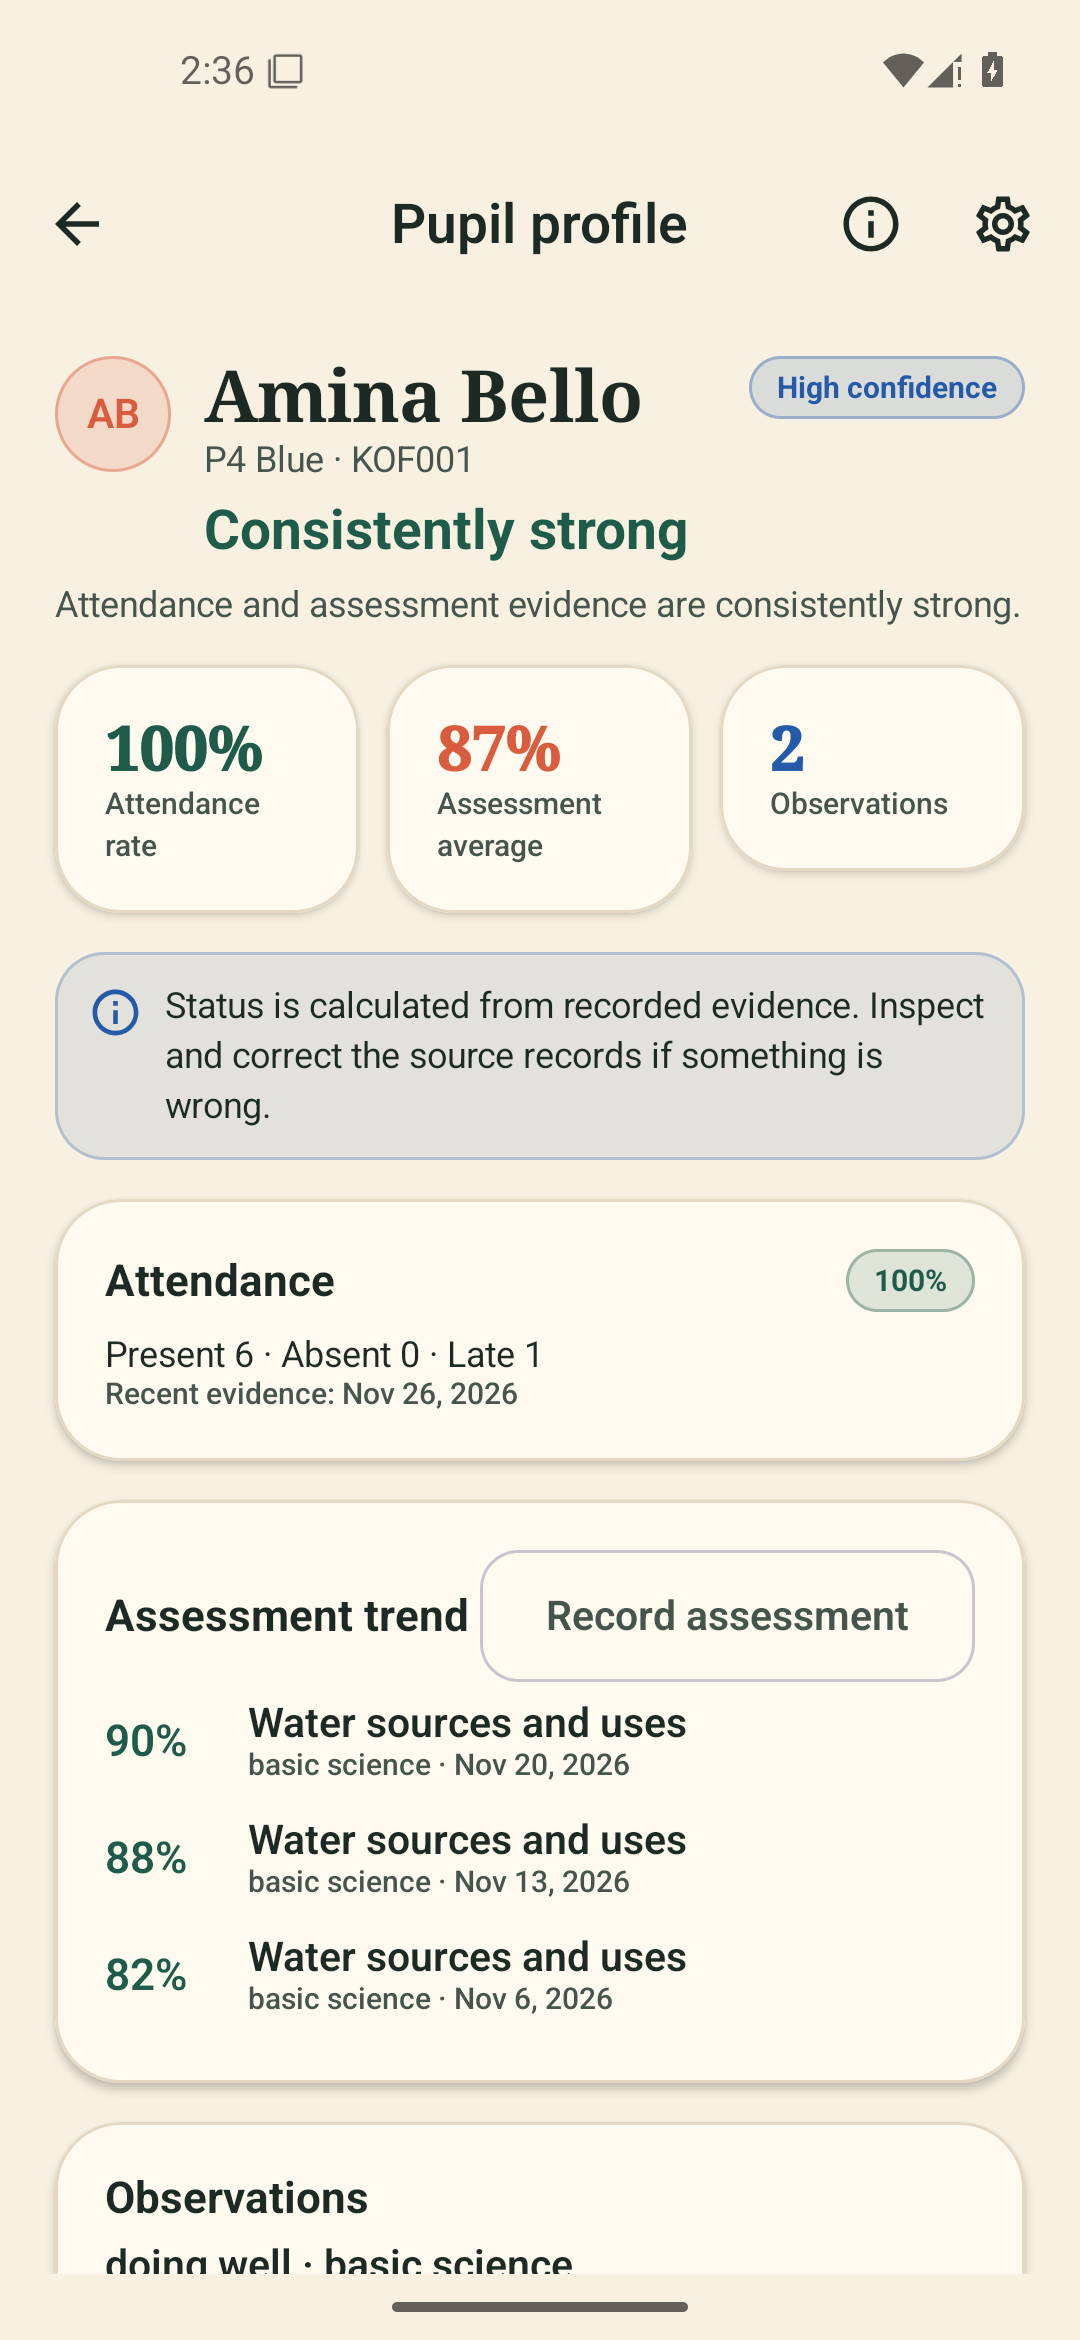 2:36
Pupil profile
AB
Amina Bello
High confidence
P4 Blue · KOF001
Consistently strong
Attendance and assessment evidence are consistently strong.
100%
Attendance
rate
87%
Assessment
average
2
Observations
Status is calculated from recorded evidence. Inspect
and correct the source records if something is
wrong.
Attendance
100%
Present 6 · Absent 0 · Late 1
Recent evidence: Nov 26, 2026
Assessment trend
Record assessment
90%
Water sources and uses
basic science · Nov 20, 2026
88%
Water sources and uses
basic science · Nov 13, 2026
82%
Water sources and uses
basic science · Nov 6, 2026
Observations
doing well · basic science